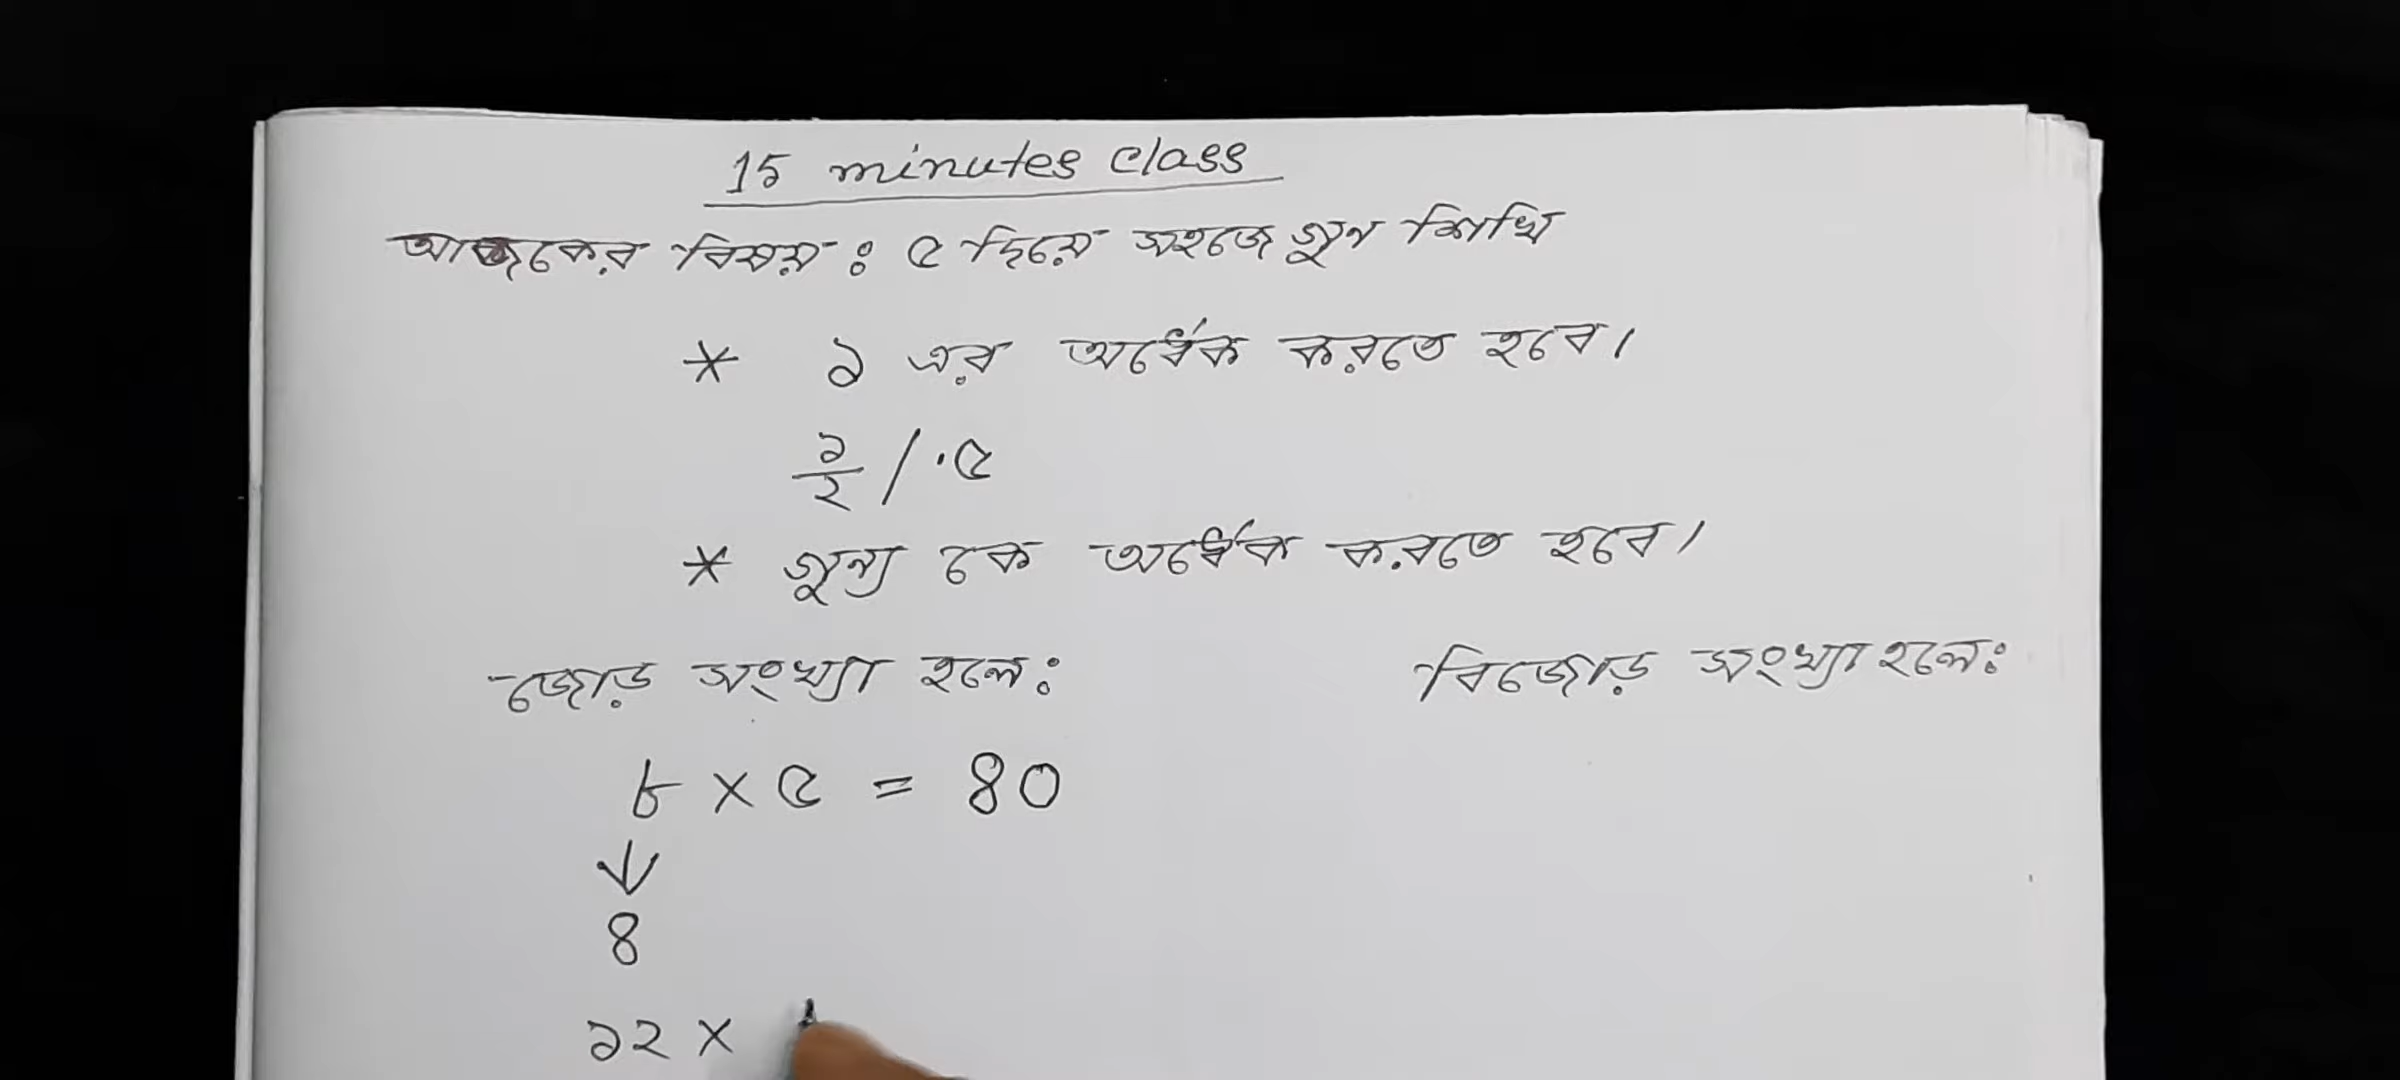 15 minutes class
আজকের বিষয়ঃ ৫ দিয়ে সহজে গুন শিখি
* ১ এর অর্ধেক করতে হবে।
১/২ / .৫
* গুন্য কে অর্ধেক করতে হবে।
জোড় সংখ্যা হলেঃ
বিজোড় সংখ্যা হলেঃ
৮ × ৫ = ৪০
↓
৪
১২ ×